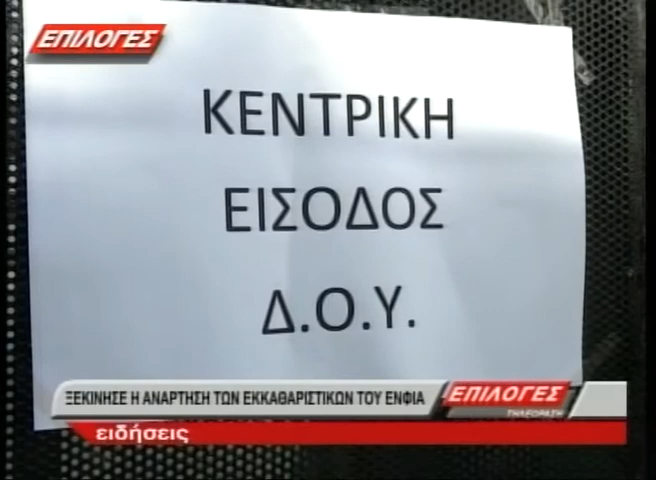 ΕΠΙΛΟΓΕΣ
ΚΕΝΤΡΙΚΗ
ΕΙΣΟΔΟΣ
Δ.Ο.Υ.
ΞΕΚΙΝΗΣΕ Η ΑΝΑΡΤΗΣΗ ΤΩΝ ΕΚΚΑΘΑΡΙΣΤΙΚΩΝ ΤΟΥ ΕΝΦΙΑ
ΕΠΙΛΟΓΕΣ
ΤΗΛΕΟΡΑΣΗ
ειδήσεις